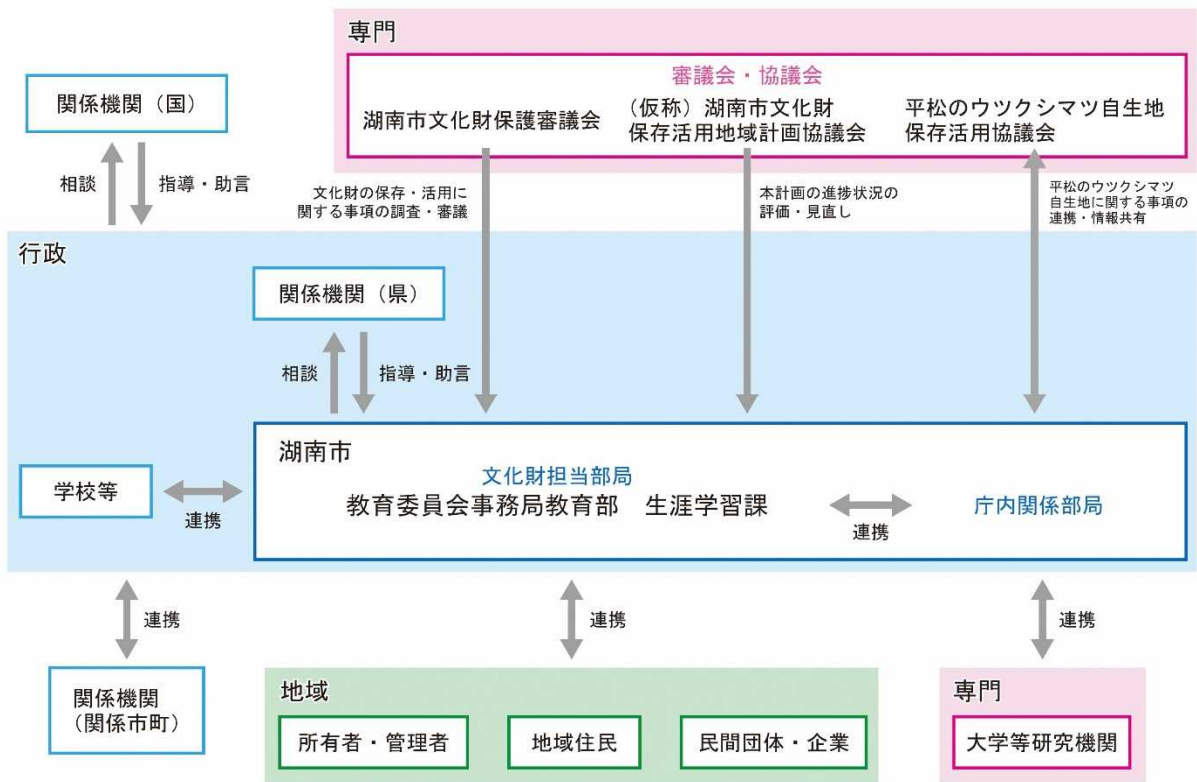 専門
審議会・協議会
湖南市文化財保護審議会
（仮称）湖南市文化財
保存活用地域計画協議会
平松のウツクシマツ自生地
保存活用協議会
関係機関（国）
相談
指導・助言
文化財の保存・活用に
関する事項の調査・審議
本計画の進捗状況の
評価・見直し
平松のウツクシマツ
自生地に関する事項の
連携・情報共有
行政
関係機関（県）
相談
指導・助言
湖南市
文化財担当部局
教育委員会事務局教育部　生涯学習課
連携
庁内関係部局
学校等
連携
連携
連携
連携
関係機関
（関係市町）
地域
所有者・管理者
地域住民
民間団体・企業
専門
大学等研究機関